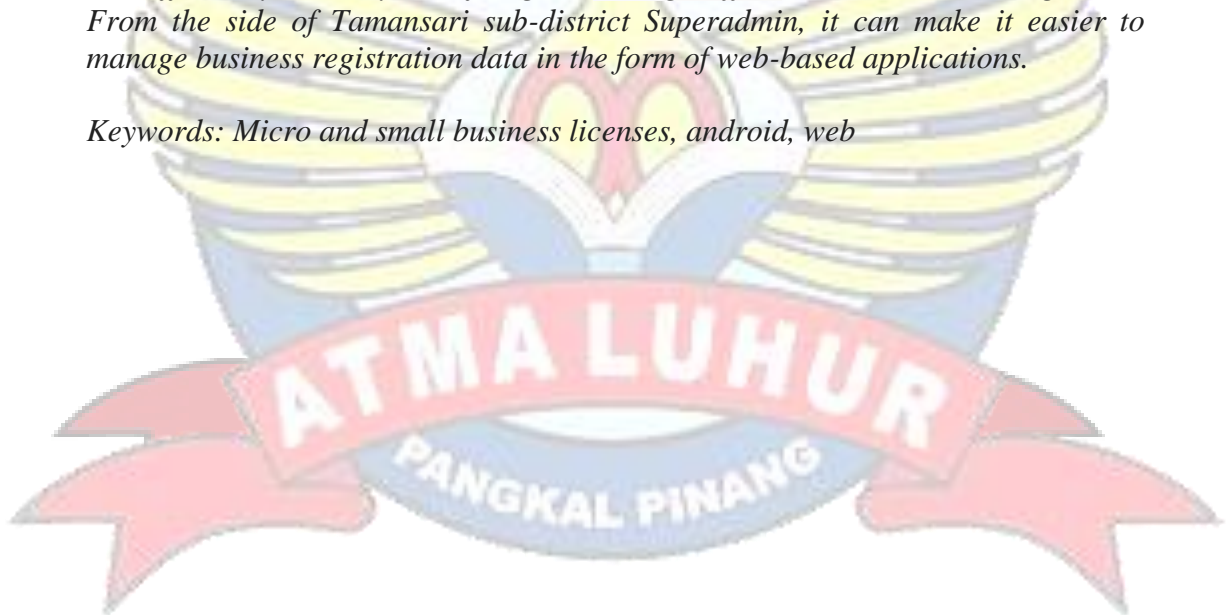 From the side of Tamansari sub-district Superadmin, it can make it easier to
manage business registration data in the form of web-based applications.
Keywords: Micro and small business licenses, android, web
ATMA LUHUR
PANGKAL PINANG